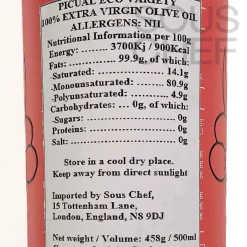 SOUS
CHEF
PICUAL ECO VARIETY
100% EXTRA VIRGIN OLIVE OIL
ALLERGENS: NIL
Nutritional Information per 100g
Energy: 3700Kj / 900Kcal
Fats: 99.9g, of which:
-Saturated: 14.1g
-Monounsaturated: 80.9g
-Polyunsaturated: 4.9g
Carbohydrates: 0%, of which:
-Sugars: 0g
Proteins: 0g
Salt: 0g
Store in a cool dry place.
Keep away from direct sunlight
Imported by Sous Chef,
15 Tottenham Lane,
London, England, N8 9DJ
Net weight / Volume: 458g / 500ml